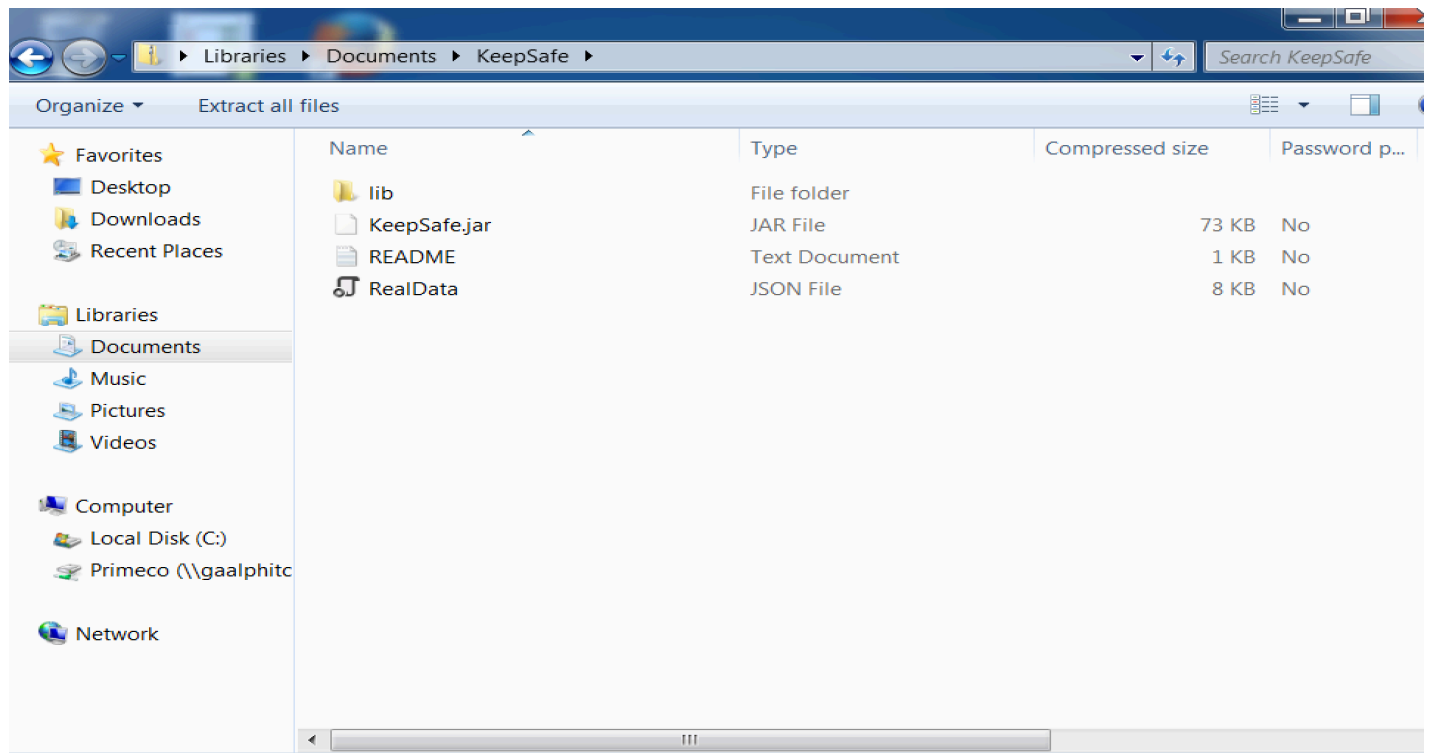 Libraries Documents KeepSafe Search KeepSafe
Organize Extract all files
Name Type Compressed size Password p...
Favorites
Desktop
Downloads
Recent Places
Libraries
Documents
Music
Pictures
Videos
Computer
Local Disk (C:)
Primeco (\\gaalphitc
Network
lib File folder
KeepSafe.jar JAR File 73 KB No
README Text Document 1 KB No
RealData JSON File 8 KB No